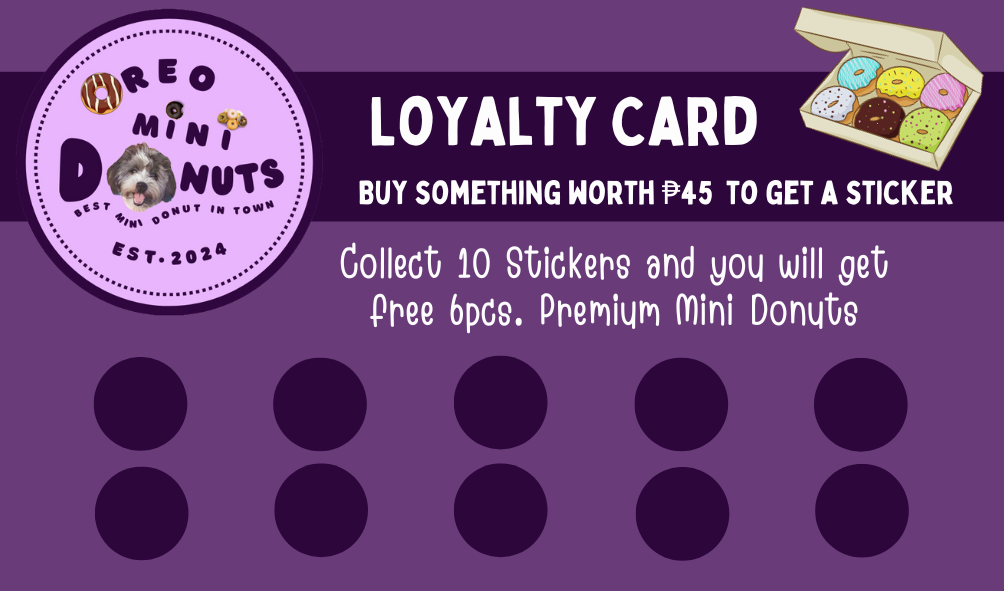 OREO
MINI
DONUTS
BEST MINI DONUT IN TOWN
EST. 2024
LOYALTY CARD
BUY SOMETHING WORTH ₱45 TO GET A STICKER
Collect 10 Stickers and you will get
free 6pcs. Premium Mini Donuts